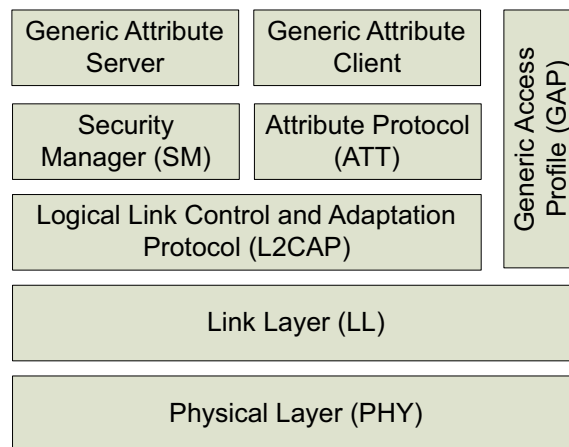 Generic Attribute
Server
Generic Attribute
Client
Generic Access
Profile (GAP)
Security
Manager (SM)
Attribute Protocol
(ATT)
Logical Link Control and Adaptation
Protocol (L2CAP)
Link Layer (LL)
Physical Layer (PHY)